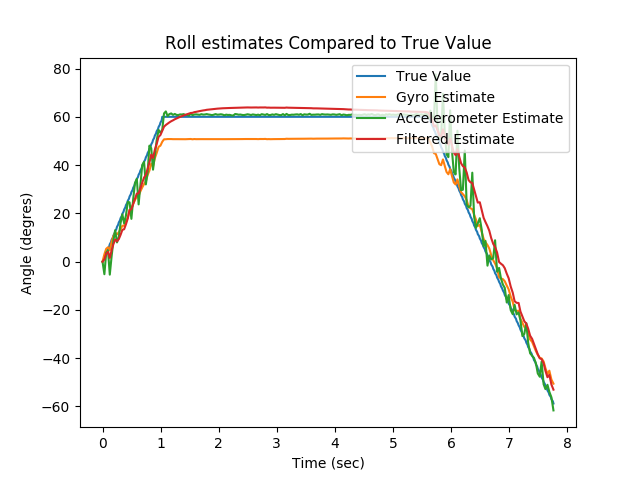 Roll estimates Compared to True Value
True Value
Gyro Estimate
Accelerometer Estimate
Filtered Estimate
80
60
40
20
0
−20
−40
−60
Angle (degres)
0 1 2 3 4 5 6 7 8
Time (sec)